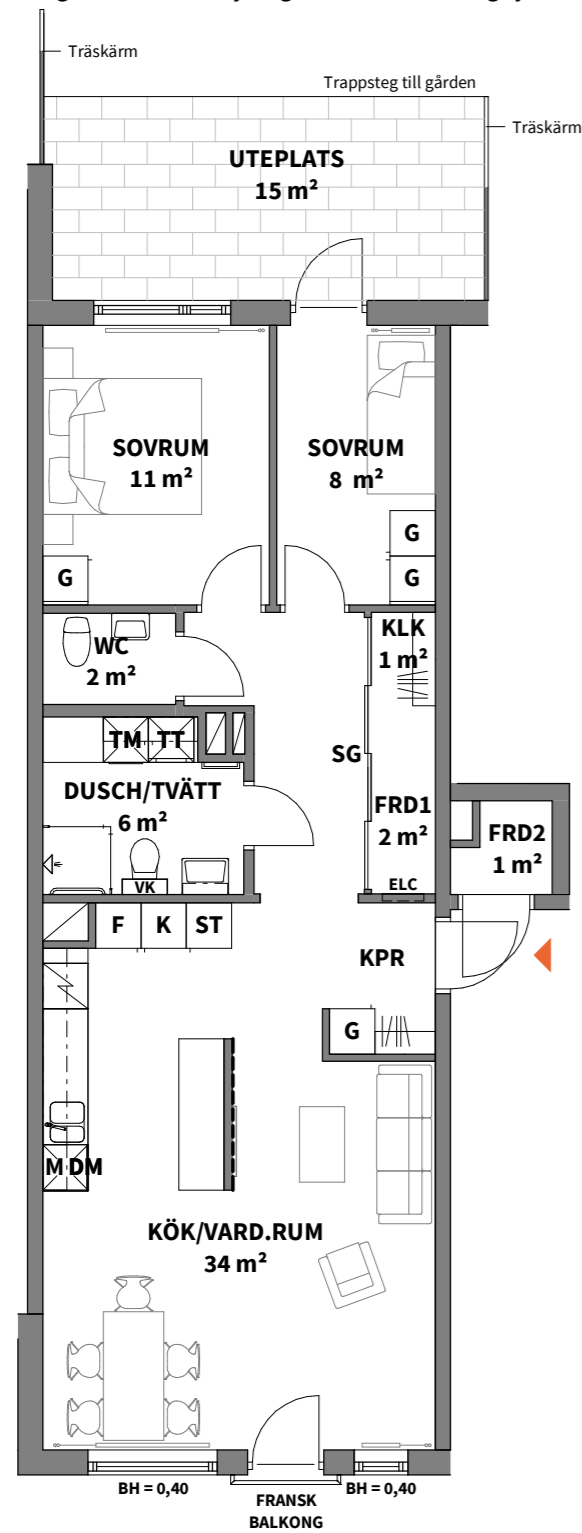 Träskärm
Trappsteg till gården
Träskärm
UTEPLATS
15 m²
SOVRUM
11 m²
SOVRUM
8 m²
G
G
G
WC
2 m²
KLK
1 m²
TM
TT
SG
DUSCH/TVÄTT
6 m²
FRD1
2 m²
FRD2
1 m²
VK
ELC
F
K
ST
KPR
G
M
DM
KÖK/VARD.RUM
34 m²
BH = 0,40
BH = 0,40
FRANSK
BALKONG